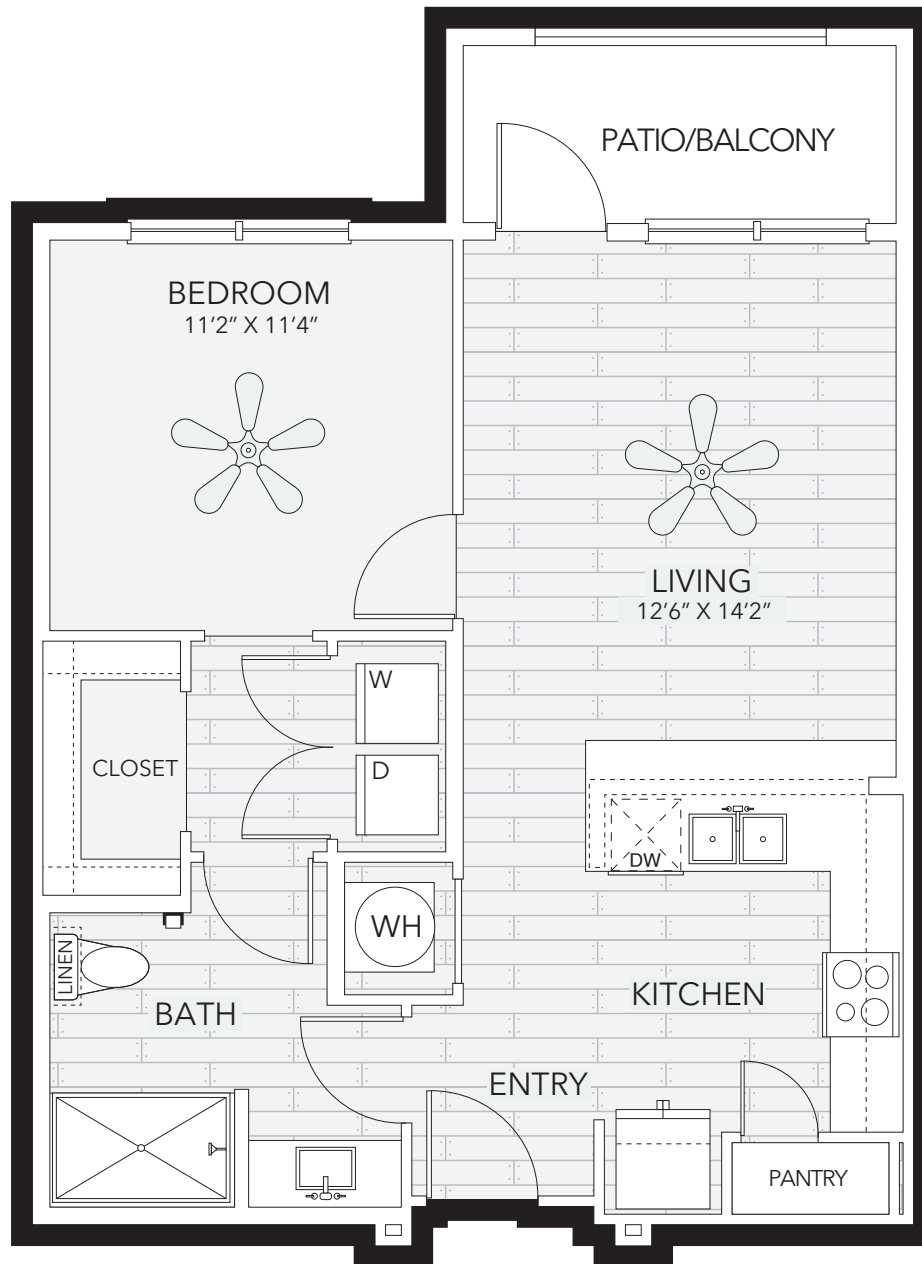 PATIO/BALCONY
BEDROOM
11'2” X 11'4”
LIVING
12'6” X 14'2”
W
D
CLOSET
DW
WH
LINEN
BATH
KITCHEN
ENTRY
PANTRY